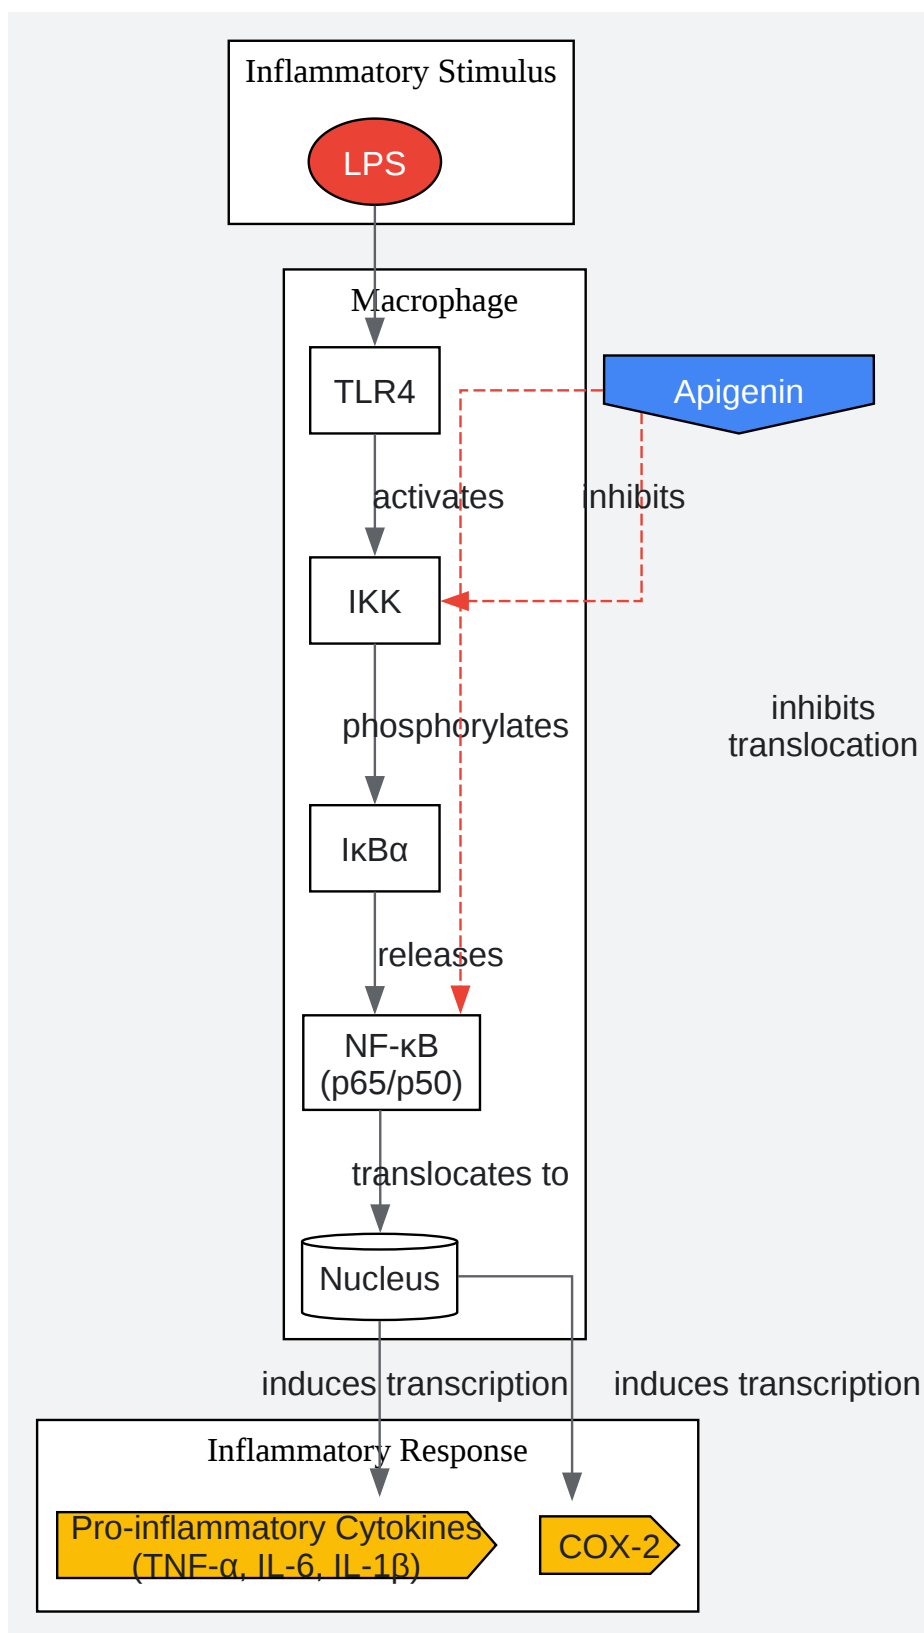 Inflammatory Stimulus
LPS
Macrophage
TLR4
Apigenin
activates
inhibits
IKK
inhibits
translocation
phosphorylates
IκBα
releases
NF-κB
(p65/p50)
translocates to
Nucleus
induces transcription
induces transcription
Inflammatory Response
Pro-inflammatory Cytokines
(TNF-α, IL-6, IL-1β)
COX-2